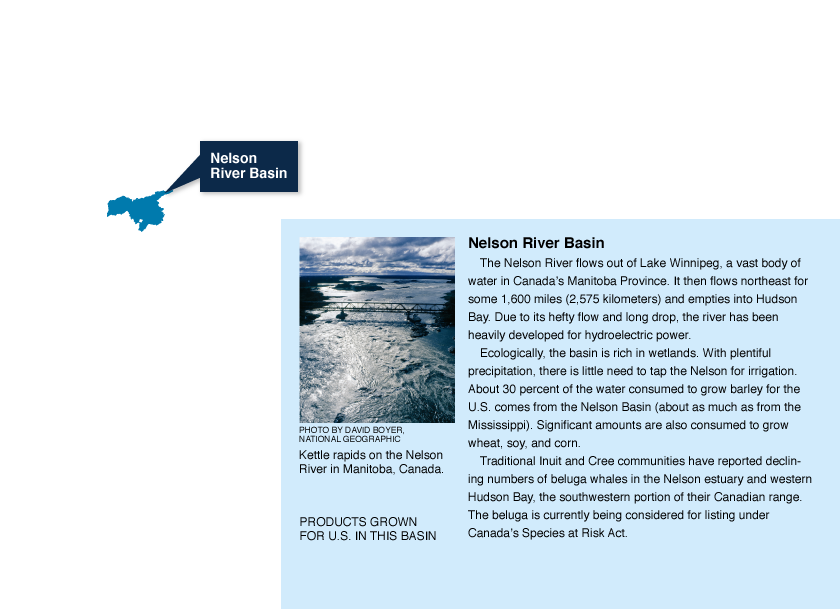 Nelson
River Basin
Nelson River Basin
The Nelson River flows out of Lake Winnipeg, a vast body of
water in Canada's Manitoba Province. It then flows northeast for
some 1,600 miles (2,575 kilometers) and empties into Hudson
Bay. Due to its hefty flow and long drop, the river has been
heavily developed for hydroelectric power.
Ecologically, the basin is rich in wetlands. With plentiful
precipitation, there is little need to tap the Nelson for irrigation.
About 30 percent of the water consumed to grow barley for the
U.S. comes from the Nelson Basin (about as much as from the
Mississippi). Significant amounts are also consumed to grow
wheat, soy, and corn.
Traditional Inuit and Cree communities have reported declin-
ing numbers of beluga whales in the Nelson estuary and western
Hudson Bay, the southwestern portion of their Canadian range.
The beluga is currently being considered for listing under
Canada's Species at Risk Act.
PHOTO BY DAVID BOYER,
NATIONAL GEOGRAPHIC
Kettle rapids on the Nelson
River in Manitoba, Canada.
PRODUCTS GROWN
FOR U.S. IN THIS BASIN